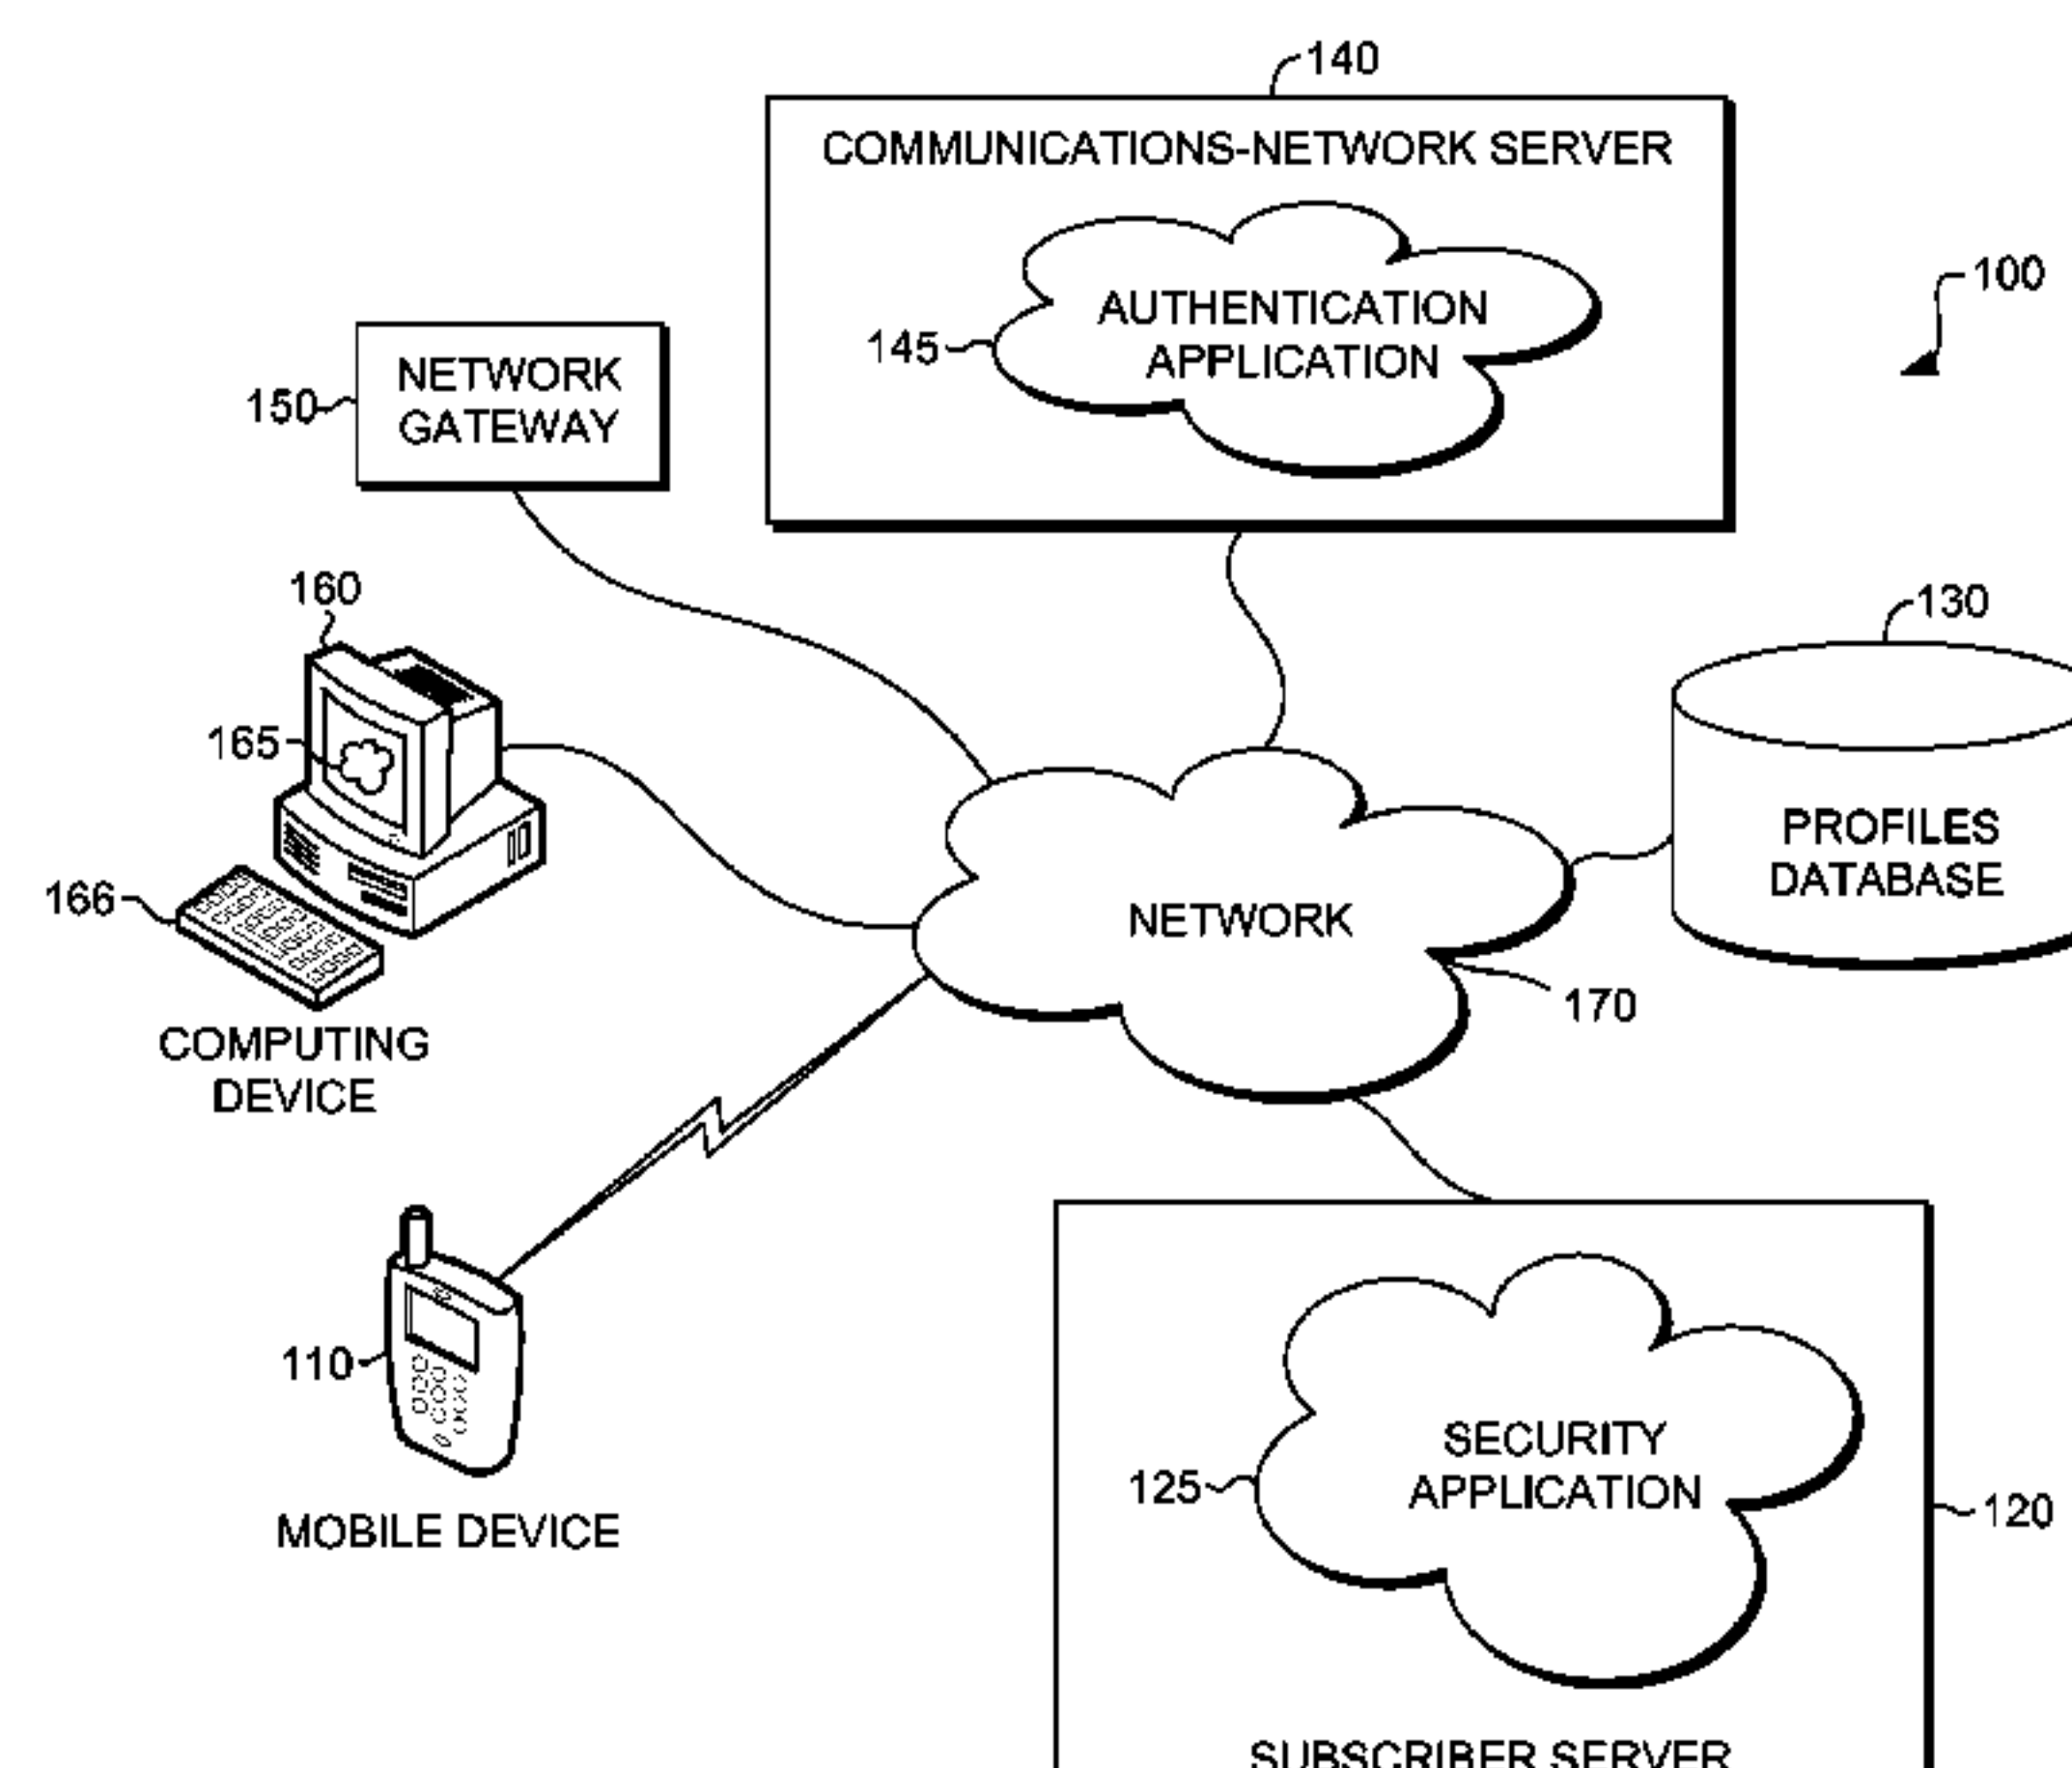 140
COMMUNICATIONS-NETWORK SERVER
100
AUTHENTICATION
APPLICATION
145
NETWORK
GATEWAY
150
160
130
165
PROFILES
DATABASE
166
NETWORK
170
COMPUTING
DEVICE
110
MOBILE DEVICE
SECURITY
APPLICATION
125
120
SUBSCRIBER SERVER